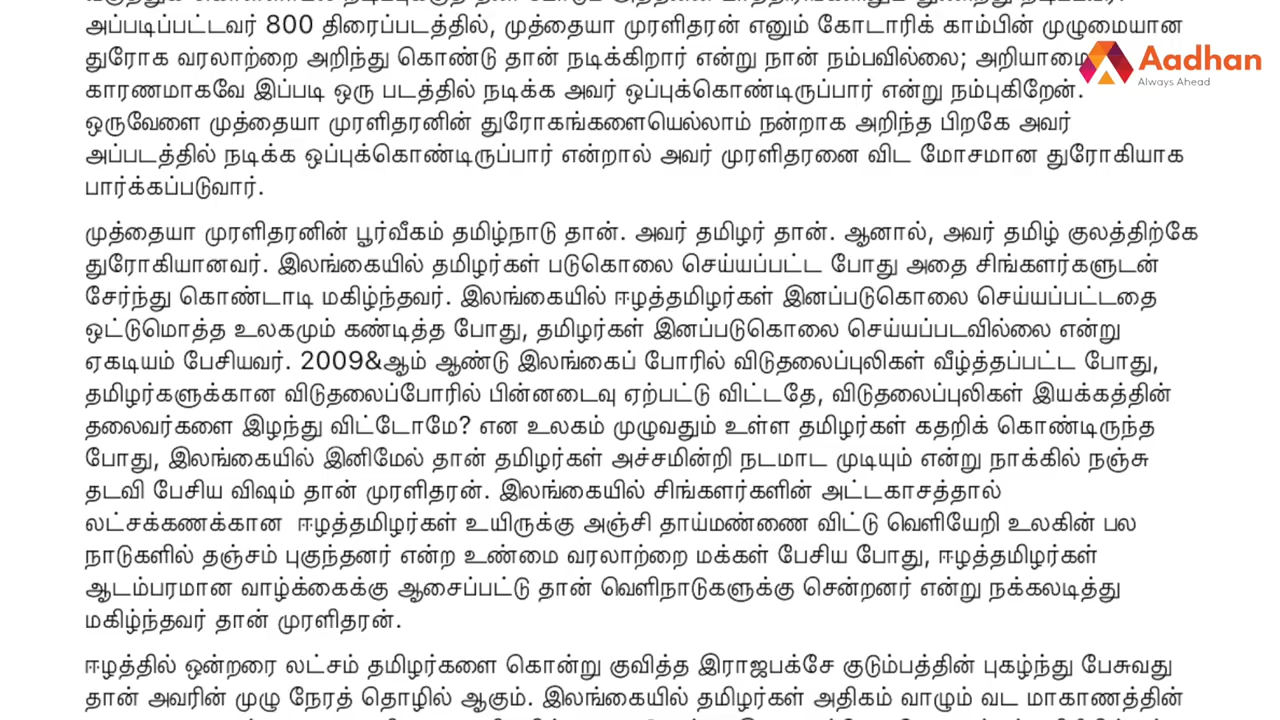 அப்படிப்பட்டவர் 800 திரைப்படத்தில், முத்தையா முரளிதரன் எனும் கோடாரிக் காம்பின் முழுமையான
துரோக வரலாற்றை அறிந்து கொண்டு தான் நடிக்கிறார் என்று நான் நம்பவில்லை; அறியாமை
காரணமாகவே இப்படி ஒரு படத்தில் நடிக்க அவர் ஒப்புக்கொண்டிருப்பார் என்று நம்புகிறேன்.
ஒருவேளை முத்தையா முரளிதரனின் துரோகங்களையெல்லாம் நன்றாக அறிந்த பிறகே அவர்
அப்படத்தில் நடிக்க ஒப்புக்கொண்டிருப்பார் என்றால் அவர் முரளிதரனை விட மோசமான துரோகியாக
பார்க்கப்படுவார்.
Aadhan
Always Ahead
முத்தையா முரளிதரனின் பூர்வீகம் தமிழ்நாடு தான். அவர் தமிழர் தான். ஆனால், அவர் தமிழ் குலத்திற்கே
துரோகியானவர். இலங்கையில் தமிழர்கள் படுகொலை செய்யப்பட்ட போது அதை சிங்களர்களுடன்
சேர்ந்து கொண்டாடி மகிழ்ந்தவர். இலங்கையில் ஈழத்தமிழர்கள் இனப்படுகொலை செய்யப்பட்டதை
ஒட்டுமொத்த உலகமும் கண்டித்த போது, தமிழர்கள் இனப்படுகொலை செய்யப்படவில்லை என்று
ஏகடியம் பேசியவர். 2009&ஆம் ஆண்டு இலங்கைப் போரில் விடுதலைப்புலிகள் வீழ்த்தப்பட்ட போது,
தமிழர்களுக்கான விடுதலைப்போரில் பின்னடைவு ஏற்பட்டு விட்டதே, விடுதலைப்புலிகள் இயக்கத்தின்
தலைவர்களை இழந்து விட்டோமே? என உலகம் முழுவதும் உள்ள தமிழர்கள் கதறிக் கொண்டிருந்த
போது, இலங்கையில் இனிமேல் தான் தமிழர்கள் அச்சமின்றி நடமாட முடியும் என்று நாக்கில் நஞ்சு
தடவி பேசிய விஷம் தான் முரளிதரன். இலங்கையில் சிங்களர்களின் அட்டகாசத்தால்
லட்சக்கணக்கான ஈழத்தமிழர்கள் உயிருக்கு அஞ்சி தாய்மண்ணை விட்டு வெளியேறி உலகின் பல
நாடுகளில் தஞ்சம் புகுந்தனர் என்ற உண்மை வரலாற்றை மக்கள் பேசிய போது, ஈழத்தமிழர்கள்
ஆடம்பரமான வாழ்க்கைக்கு ஆசைப்பட்டு தான் வெளிநாடுகளுக்கு சென்றனர் என்று நக்கலடித்து
மகிழ்ந்தவர் தான் முரளிதரன்.
ஈழத்தில் ஒன்றரை லட்சம் தமிழர்களை கொன்று குவித்த இராஜபக்சே குடும்பத்தின் புகழ்ந்து பேசுவது
தான் அவரின் முழு நேரத் தொழில் ஆகும். இலங்கையில் தமிழர்கள் அதிகம் வாழும் வட மாகாணத்தின்